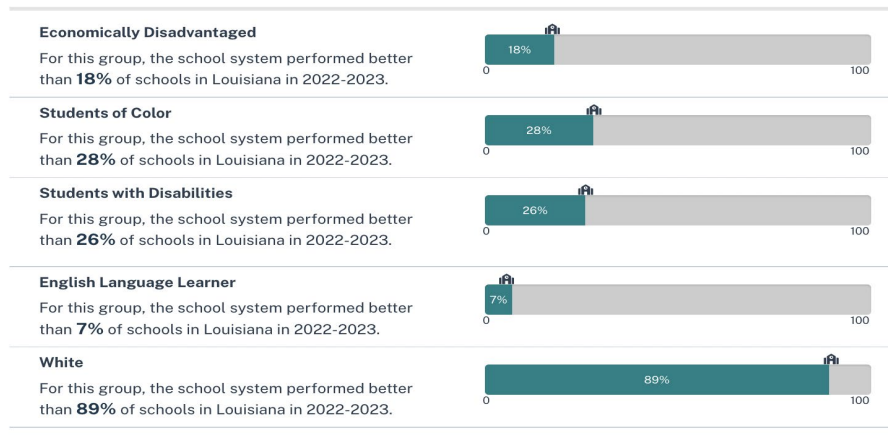 Economically Disadvantaged
For this group, the school system performed better
than 18% of schools in Louisiana in 2022-2023.
18%
0 100
Students of Color
For this group, the school system performed better
than 28% of schools in Louisiana in 2022-2023.
28%
0 100
Students with Disabilities
For this group, the school system performed better
than 26% of schools in Louisiana in 2022-2023.
26%
0 100
English Language Learner
For this group, the school system performed better
than 7% of schools in Louisiana in 2022-2023.
7%
0 100
White
For this group, the school system performed better
than 89% of schools in Louisiana in 2022-2023.
89%
0 100